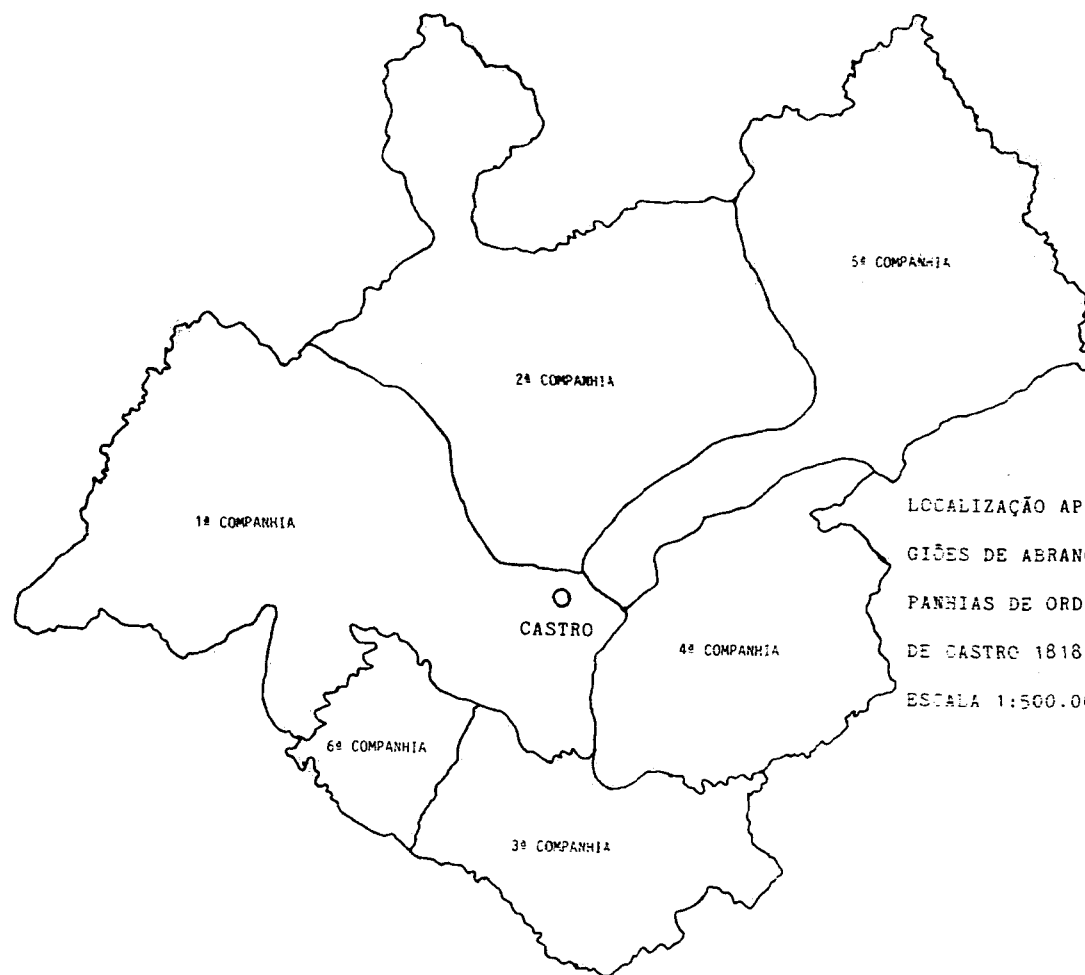 5ª COMPANHIA
2ª COMPANHIA
1ª COMPANHIA
LOCALIZAÇÃO AP
GIÕES DE ABRAN
PANHIAS DE ORD
DE CASTRO 1818
ESCALA 1:500.00
CASTRO
4ª COMPANHIA
6ª COMPANHIA
3ª COMPANHIA